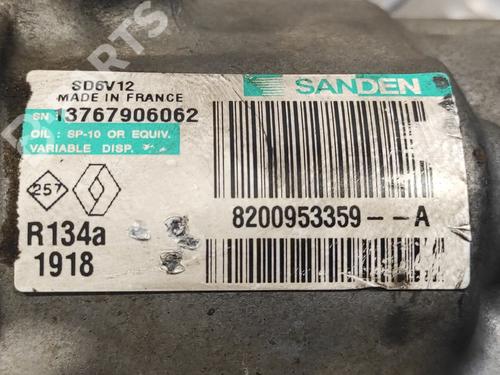 SD6V12
MADE IN FRANCE
SANDEN
SN 13767906062
OIL : SP-10 OR EQUIV.
VARIABLE DISP.
257
8200953359--A
R134a
1918